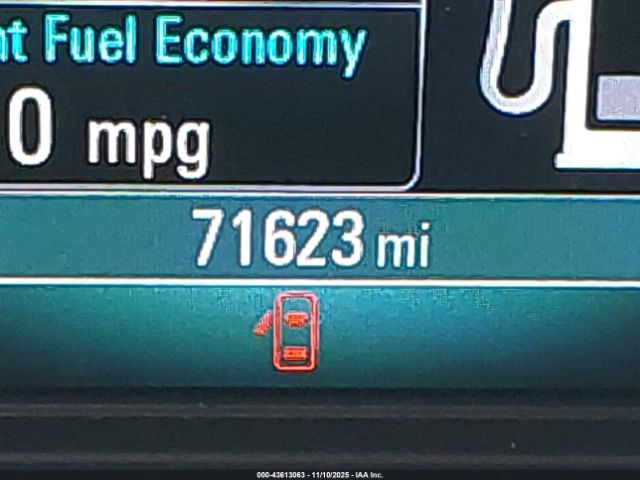 nt Fuel Economy
0 mpg
71623 mi
000-43613063 - 11/10/2025 - IAA Inc.